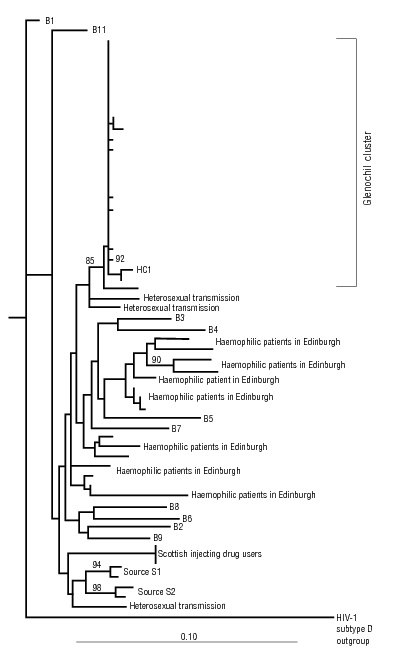 B1
B11
Glenochil cluster
85
92
HC1
Heterosexual transmission
Heterosexual transmission
B3
B4
Haemophilic patients in Edinburgh
90
Haemophilic patients in Edinburgh
Haemophilic patient in Edinburgh
Haemophilic patients in Edinburgh
B5
B7
Haemophilic patients in Edinburgh
Haemophilic patients in Edinburgh
Haemophilic patients in Edinburgh
B8
B6
B2
B9
Scottish injecting drug users
94
Source S1
98
Source S2
Heterosexual transmission
HIV-1
subtype D
outgroup
0.10